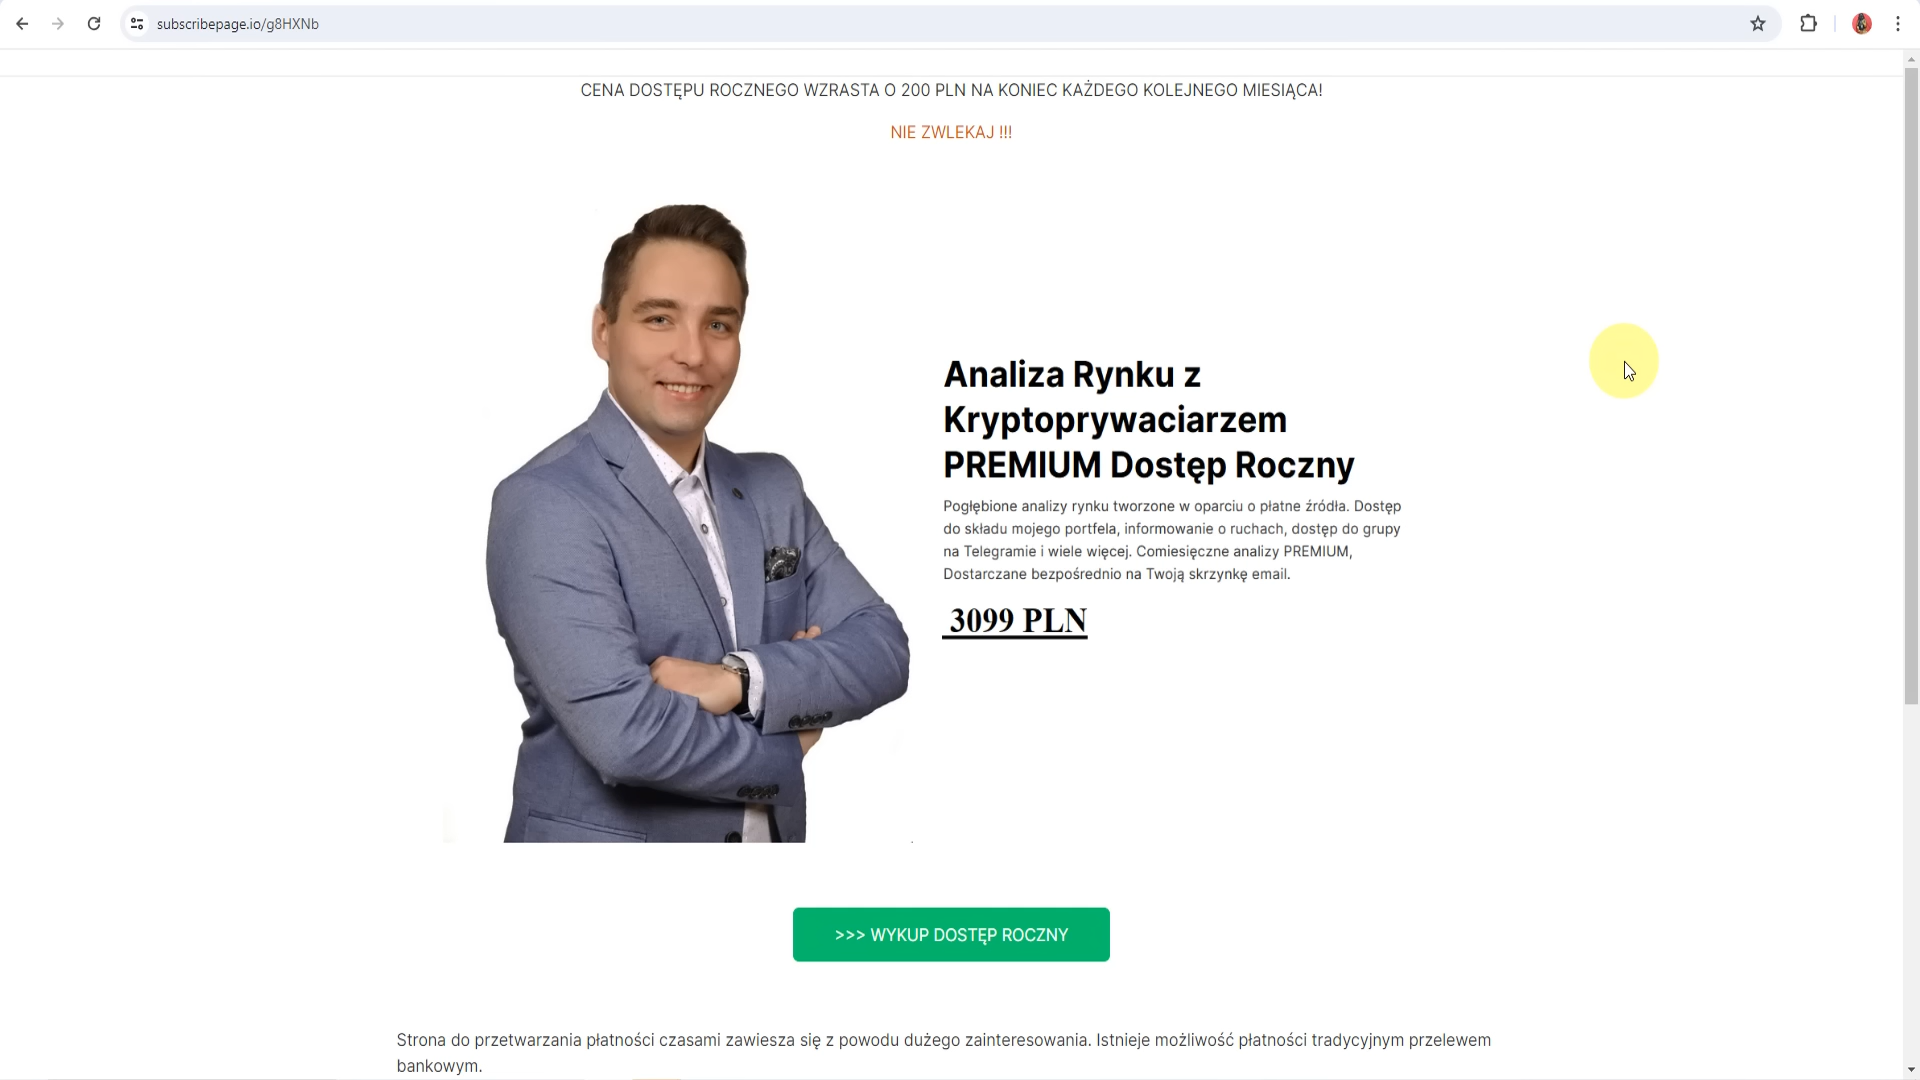 subscribepage.io/g8HXNb
CENA DOSTĘPU ROCZNEGO WZRASTA O 200 PLN NA KONIEC KAŻDEGO KOLEJNEGO MIESIĄCA!
NIE ZWLEKAJ !!!
Analiza Rynku z
Kryptoprywaciarzem
PREMIUM Dostęp Roczny
Pogłębione analizy rynku tworzone w oparciu o płatne źródła. Dostęp
do składu mojego portfela, informowanie o ruchach, dostęp do grupy
na Telegramie i wiele więcej. Comiesięczne analizy PREMIUM,
Dostarczane bezpośrednio na Twoją skrzynkę email.
3099 PLN
>>> WYKUP DOSTĘP ROCZNY
Strona do przetwarzania płatności czasami zawiesza się z powodu dużego zainteresowania. Istnieje możliwość płatności tradycyjnym przelewem
bankowym.